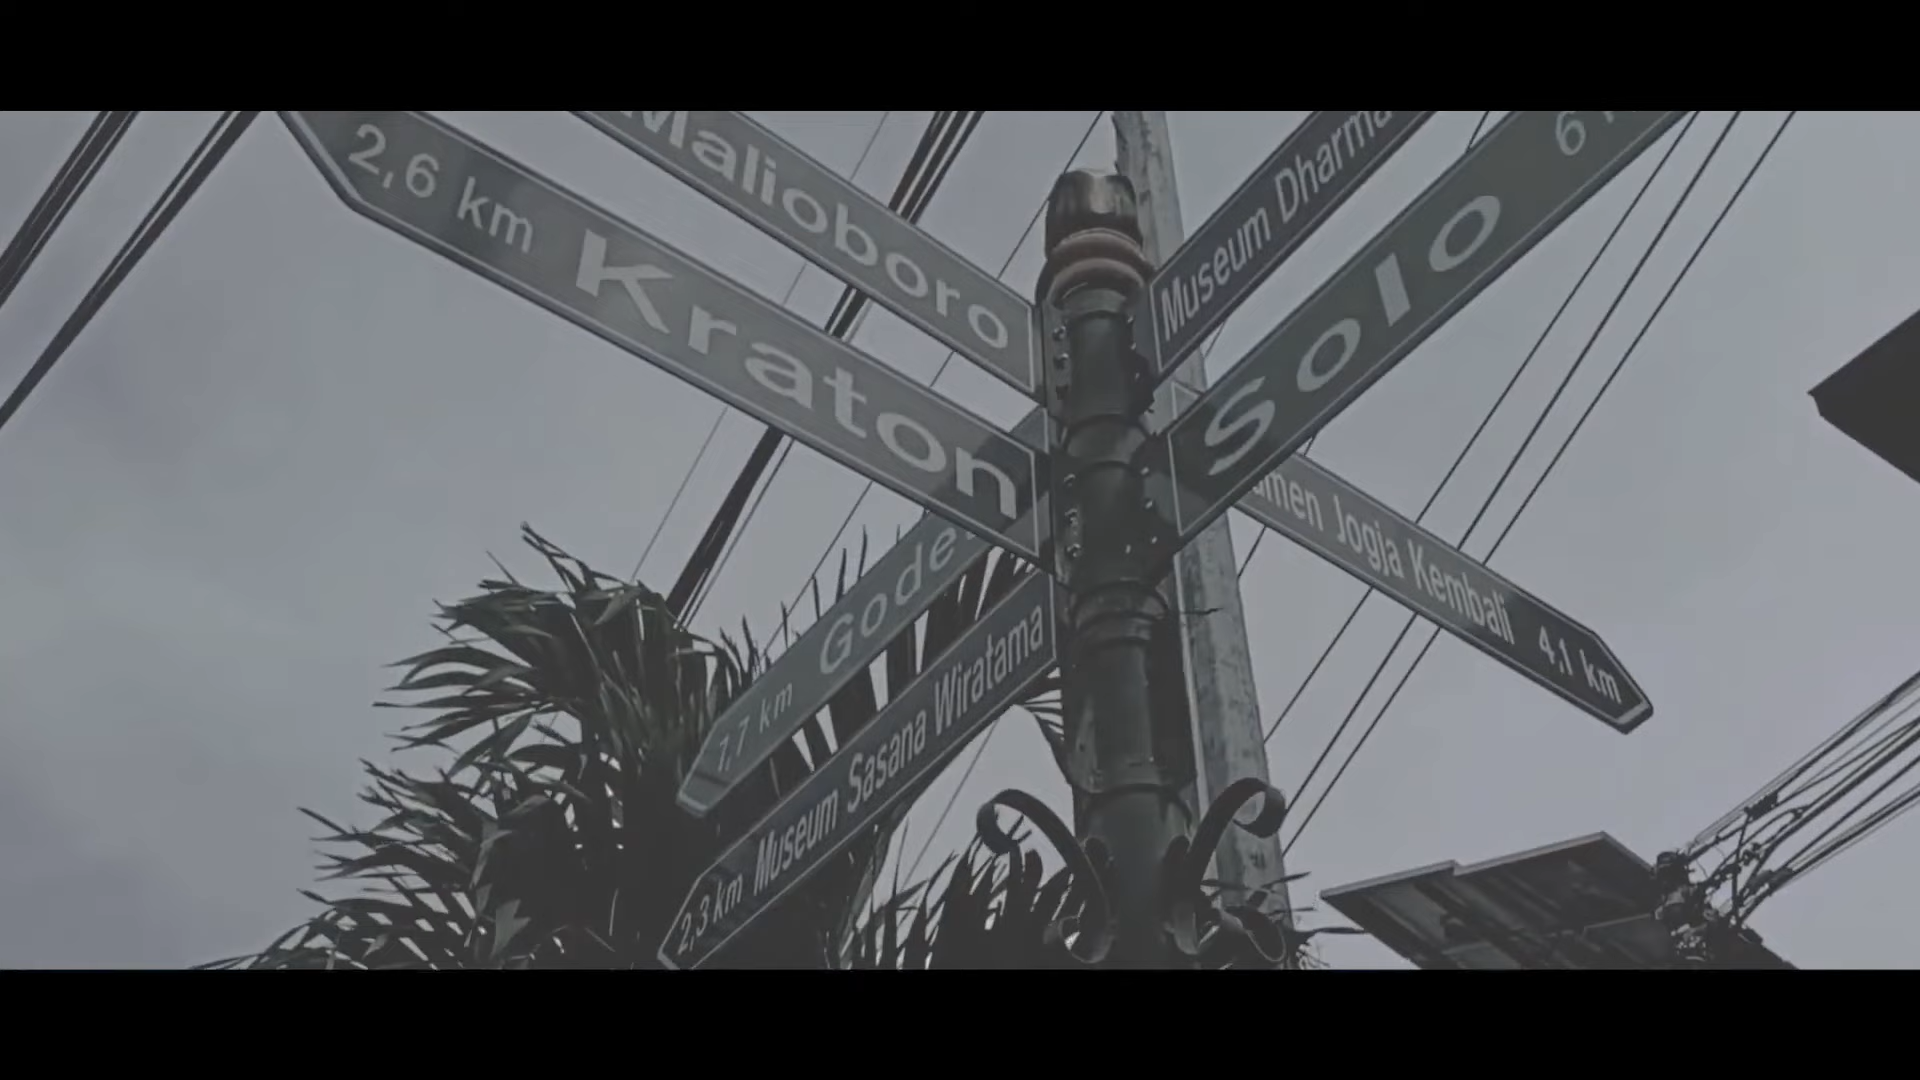 Malioboro
2,6 km Kraton
Museum Dharma
Solo 6
1,7 km Gode
2,3 km Museum Sasana Wiratama
Jogja Kembali 4,1 km